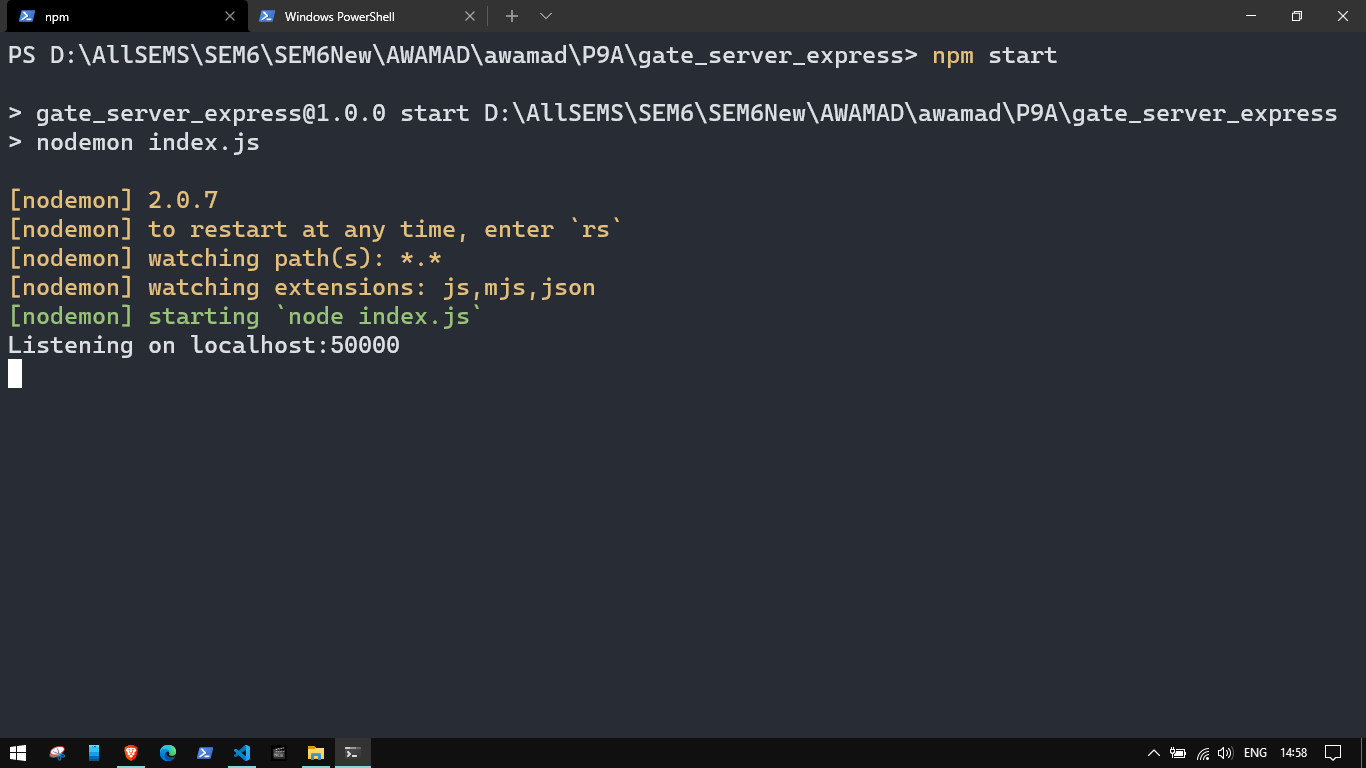 npm
Windows PowerShell
PS D:\AllSEMS\SEM6\SEM6New\AWAMAD\awamad\P9A\gate_server_express> npm start
> gate_server_express@1.0.0 start D:\AllSEMS\SEM6\SEM6New\AWAMAD\awamad\P9A\gate_server_express
> nodemon index.js
[nodemon] 2.0.7
[nodemon] to restart at any time, enter `rs`
[nodemon] watching path(s): *.*
[nodemon] watching extensions: js,mjs,json
[nodemon] starting `node index.js`
Listening on localhost:50000
ENG
14:58